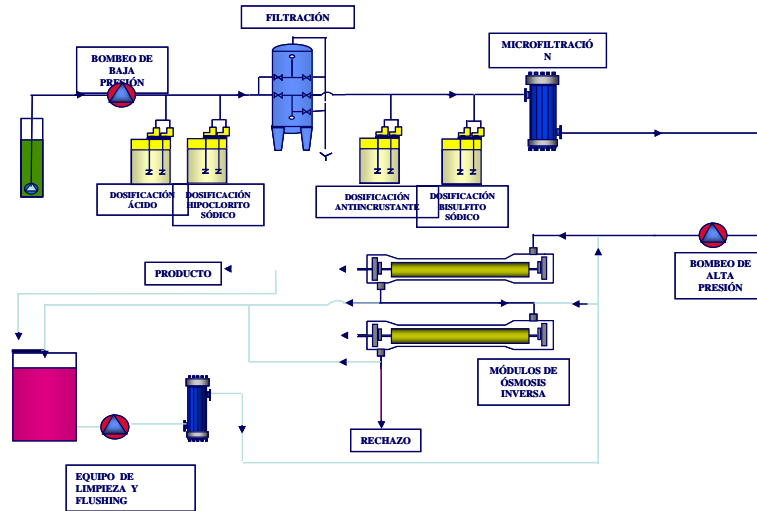 FILTRACIÓN
BOMBEO DE
BAJA
PRESIÓN
MICROFILTRACIÓ
N
DOSIFICACIÓN
ÁCIDO
DOSIFICACIÓN
HIPOCLORITO
SÓDICO
DOSIFICACIÓN
ANTIINCRUSTANTE
DOSIFICACIÓN
BISULFITO
SÓDICO
PRODUCTO
BOMBEO DE
ALTA
PRESIÓN
MÓDULOS DE
ÓSMOSIS
INVERSA
RECHAZO
EQUIPO DE
LIMPIEZA Y
FLUSHING